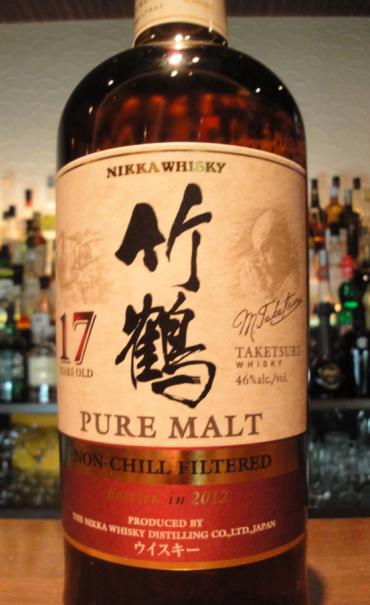 NIKKA WHISKY
竹鶴
17
YEARS OLD
M. Taketsuru
TAKETSURU
WHISKY
46%alc./vol.
PURE MALT
NON-CHILL FILTERED
Bottled in 2012
PRODUCED BY
THE NIKKA WHISKY DISTILLING CO.,LTD.,JAPAN
ウイスキー